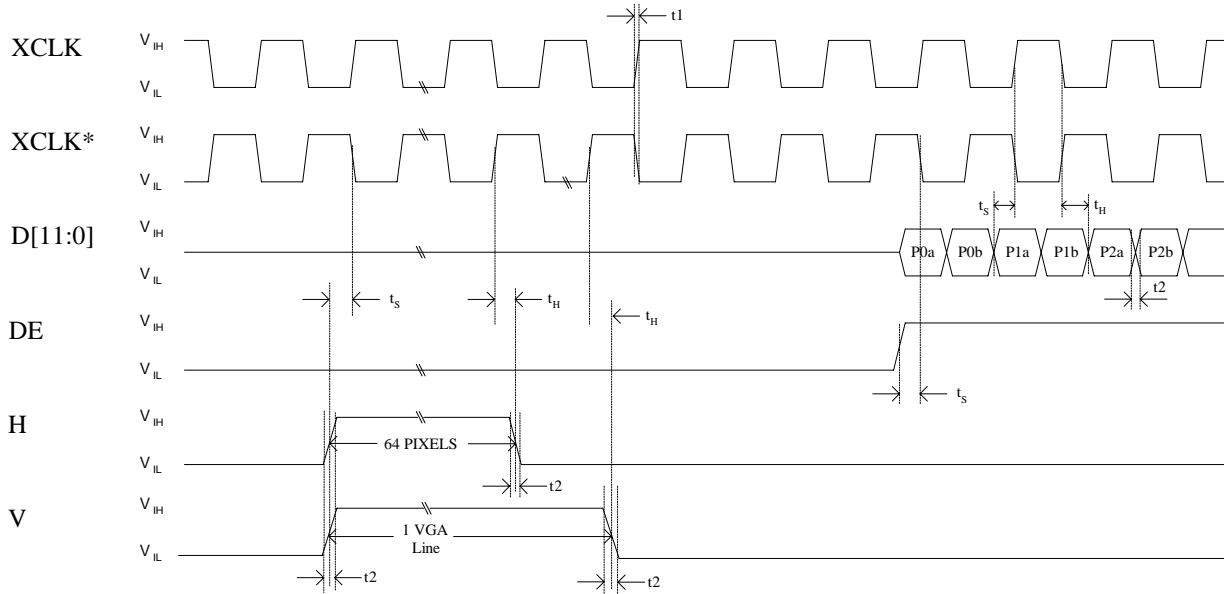 t1
XCLK V IH
V IL
XCLK* V IH
V IL
t S t H
D[11:0] V IH
P0a P0b P1a P1b P2a P2b
V IL
t2
t S t H t H
DE V IH
V IL
t S
H V IH
64 PIXELS
V IL
t2
V V IH
1 VGA
Line
V IL
t2 t2